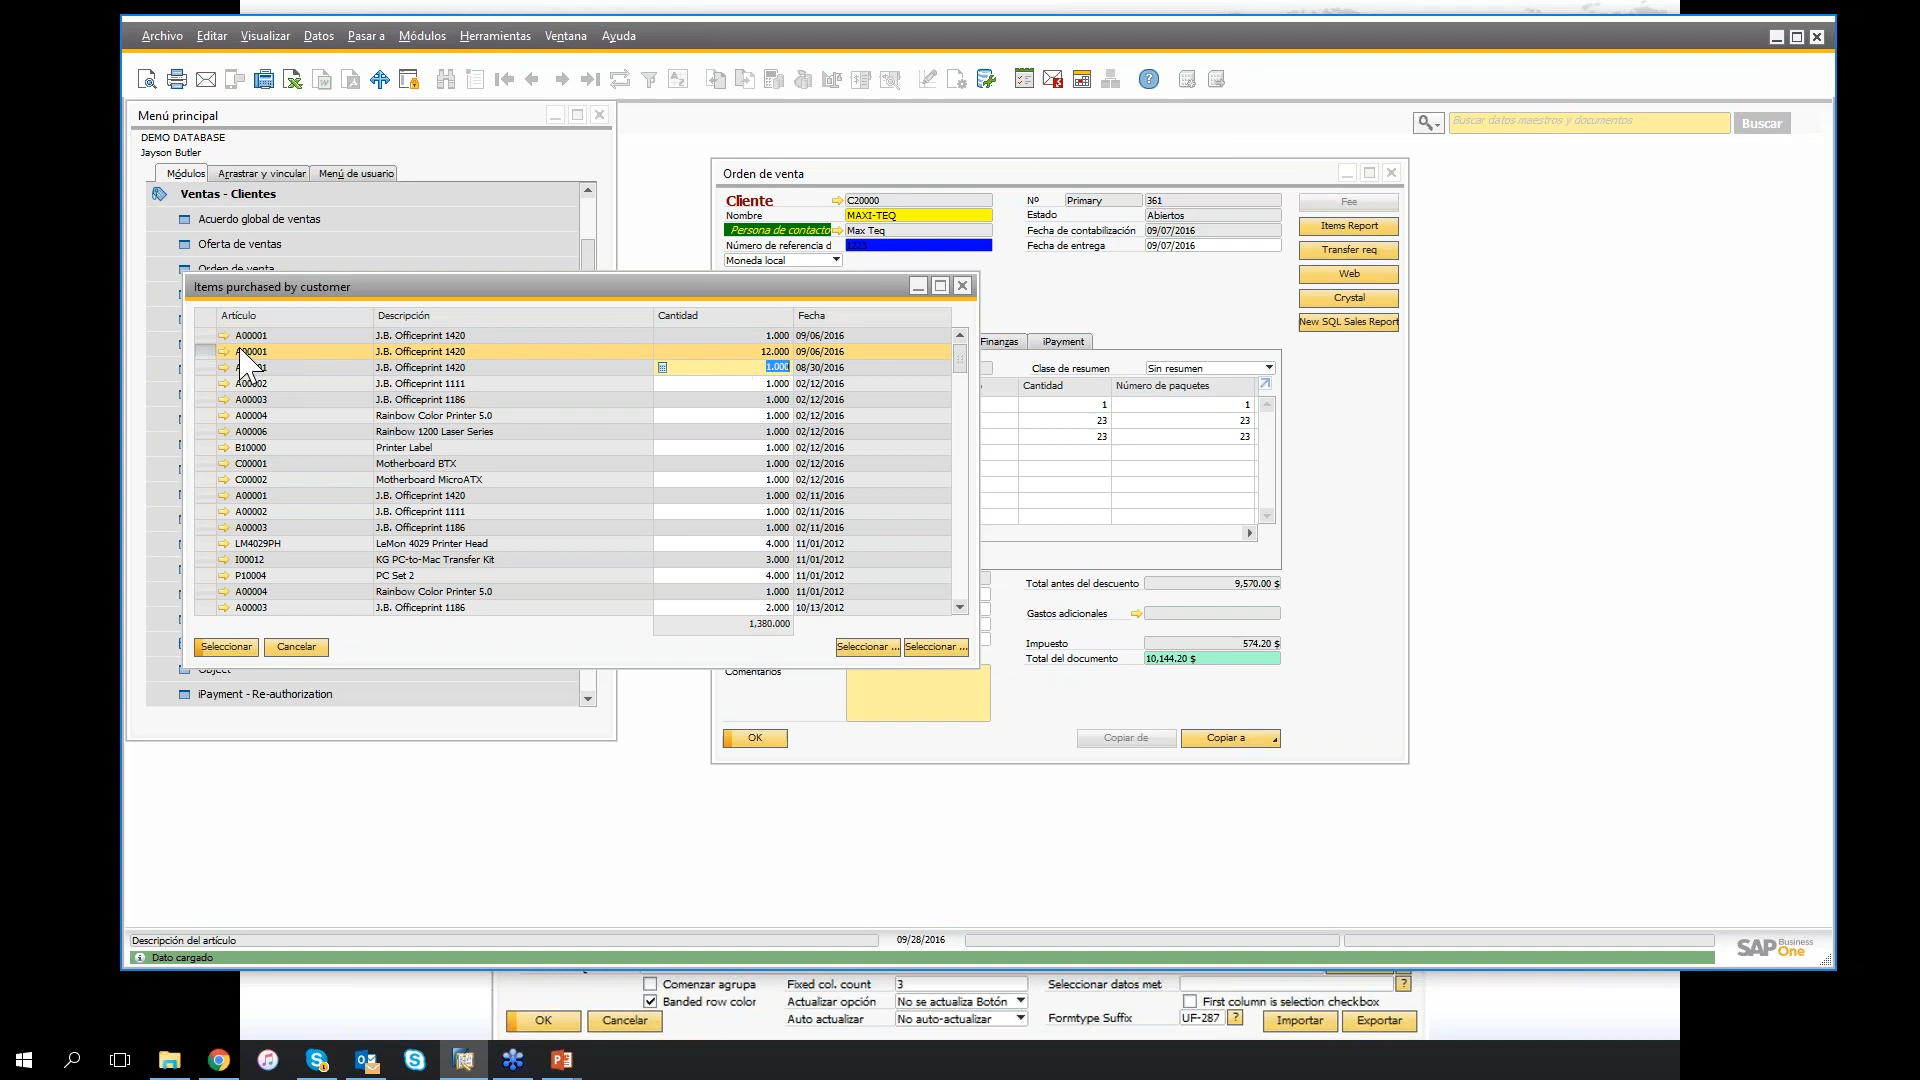 Archivo Editar Visualizar Datos Pasar a Módulos Herramientas Ventana Ayuda
Menú principal
DEMO DATABASE
Jayson Butler
Módulos Arrastrar y vincular Menú de usuario
Ventas - Clientes
Acuerdo global de ventas
Oferta de ventas
Orden de venta
iPayment - Re-authorization
Buscar datos maestros y documentos Buscar
Orden de venta
Cliente C20000 Nº Primary 361
Nombre MAXI-TEQ Estado Abiertos
Persona de contacto Max Teq Fecha de contabilización 09/07/2016
Número de referencia d Fecha de entrega 09/07/2016
Moneda local
Fee
Items Report
Transfer req
Web
Crystal
New SQL Sales Report
Finanzas iPayment
Clase de resumen Sin resumen
Cantidad Número de paquetes
1 1
23 23
23 23
Total antes del descuento 9,570.00 $
Gastos adicionales
Impuesto 574.20 $
Total del documento 10,144.20 $
Comentarios
OK Copiar de Copiar a
Items purchased by customer
Artículo Descripción Cantidad Fecha
A00001 J.B. Officeprint 1420 1.000 09/06/2016
A00001 J.B. Officeprint 1420 12.000 09/06/2016
J.B. Officeprint 1420 1.000 08/30/2016
A00002 J.B. Officeprint 1111 1.000 02/12/2016
A00003 J.B. Officeprint 1186 1.000 02/12/2016
A00004 Rainbow Color Printer 5.0 1.000 02/12/2016
A00006 Rainbow 1200 Laser Series 1.000 02/12/2016
B10000 Printer Label 1.000 02/12/2016
C00001 Motherboard BTX 1.000 02/12/2016
C00002 Motherboard MicroATX 1.000 02/12/2016
A00001 J.B. Officeprint 1420 1.000 02/11/2016
A00002 J.B. Officeprint 1111 1.000 02/11/2016
A00003 J.B. Officeprint 1186 1.000 02/11/2016
LM4029PH LeMon 4029 Printer Head 4.000 11/01/2012
I00012 KG PC-to-Mac Transfer Kit 3.000 11/01/2012
P10004 PC Set 2 4.000 11/01/2012
A00004 Rainbow Color Printer 5.0 1.000 11/01/2012
A00003 J.B. Officeprint 1186 2.000 10/13/2012
1,380.000
Seleccionar Cancelar Seleccionar ... Seleccionar ...
Descripción del artículo 09/28/2016
Dato cargado
SAP Business One
Comenzar agrupa Fixed col. count 3 Seleccionar datos met ?
Banded row color Actualizar opción No se actualiza Botón First column is selection checkbox
Auto actualizar No auto-actualizar Formtype Suffix UF-287 ?
OK Cancelar Importar Exportar